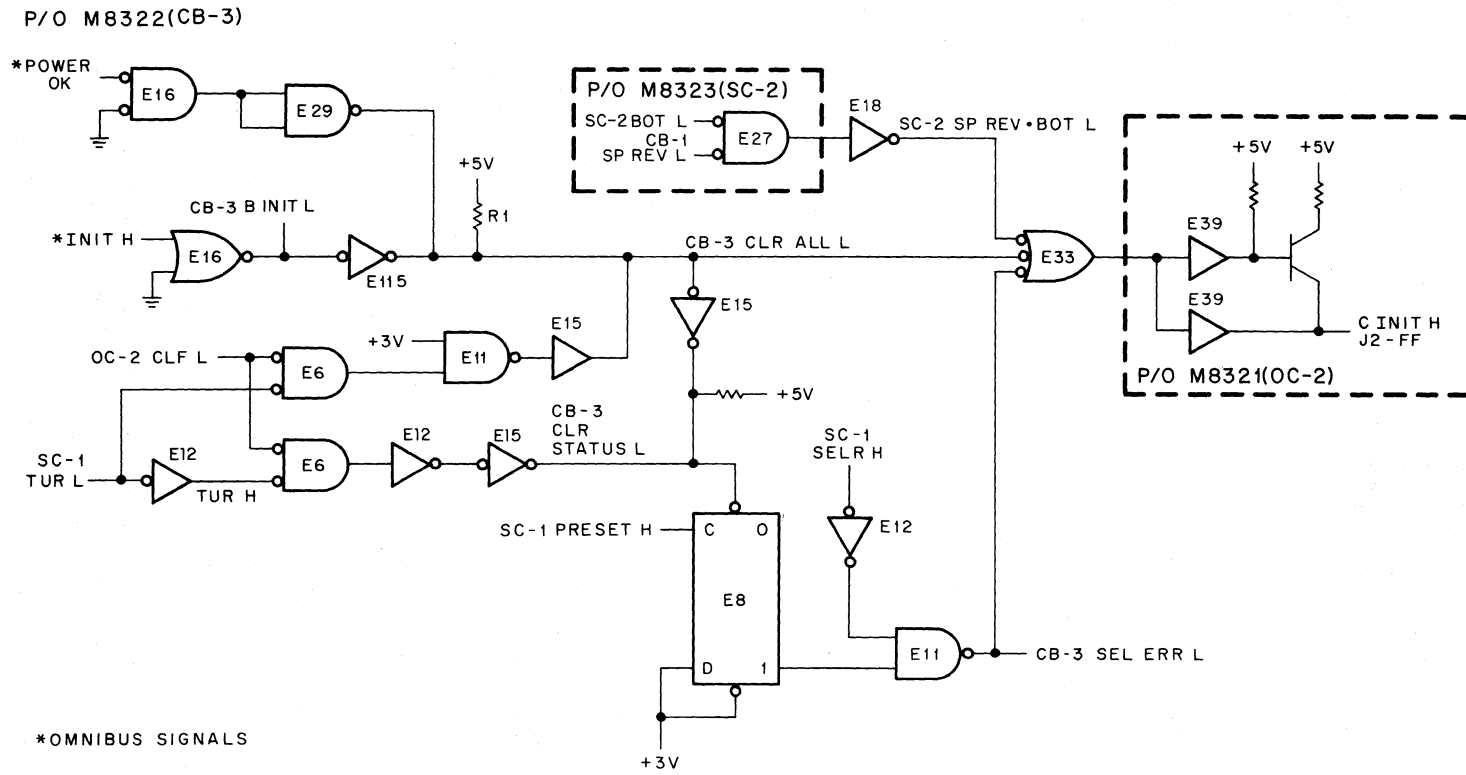 P/O M8322(CB-3)
*POWER
OK
E16
E29
P/O M8323(SC-2)
SC-2 BOT L
CB-1
SP REV L
E27
E18
SC-2 SP REV•BOT L
+5V
R1
+5V
+5V
CB-3 B INIT L
*INIT H
E16
E115
CB-3 CLR ALL L
E33
E39
E39
C INIT H
J2-FF
P/O M8321(OC-2)
E15
+3V
E11
E15
OC-2 CLF L
E6
+5V
CB-3
CLR
STATUS L
SC-1
TUR L
E12
TUR H
E6
E12
E15
SC-1
SELR H
SC-1 PRESET H
C
0
E12
E8
D
1
E11
CB-3 SEL ERR L
+3V
*OMNIBUS SIGNALS